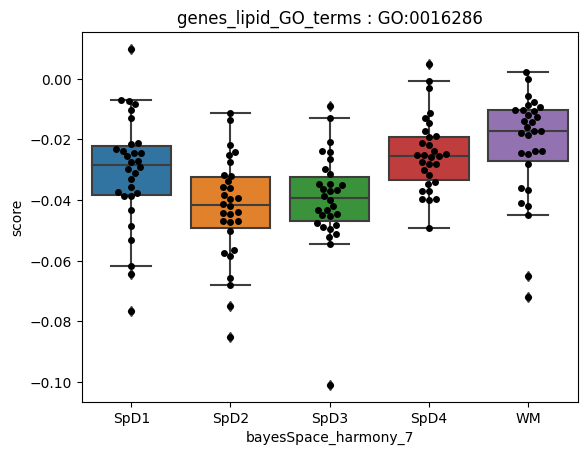 genes_lipid_GO_terms : GO:0016286
0.00
−0.02
−0.04
−0.06
−0.08
−0.10
score
SpD1 SpD2 SpD3 SpD4 WM
bayesSpace_harmony_7